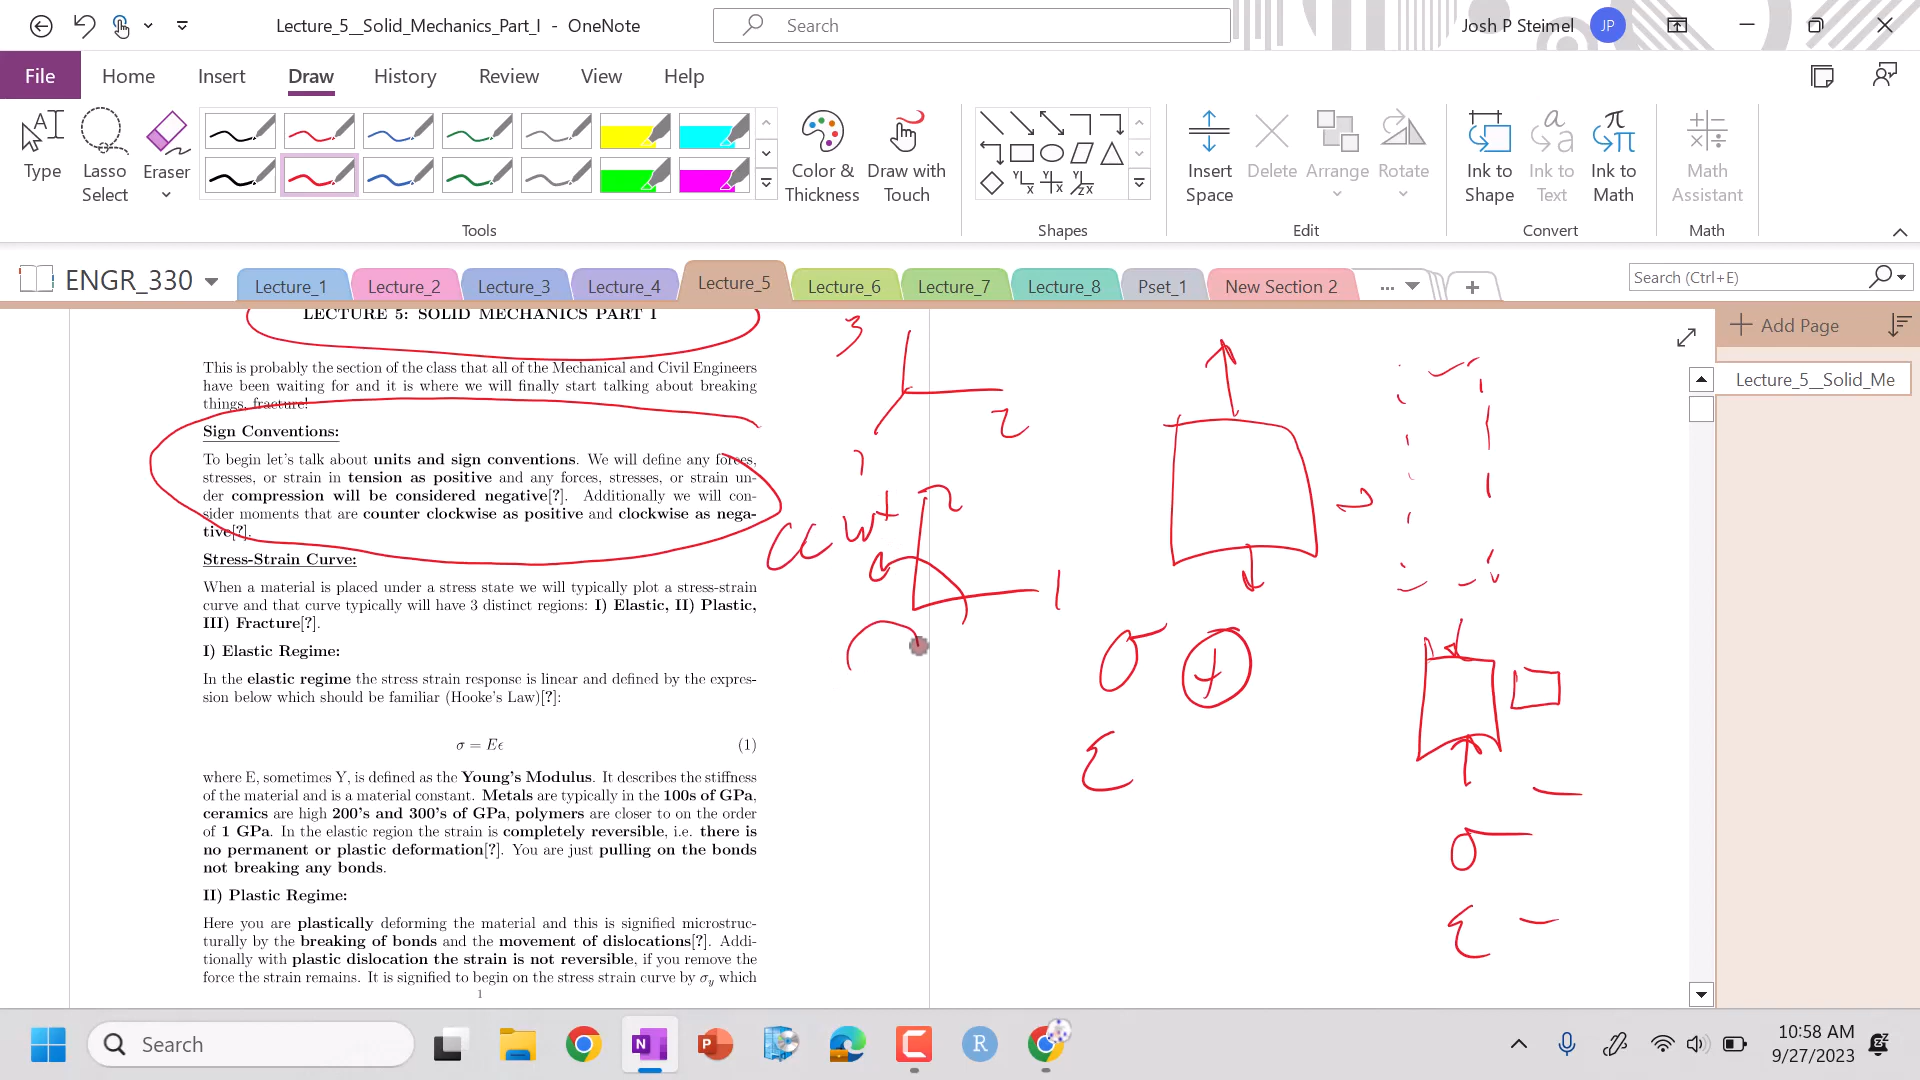 Lecture_5__Solid_Mechanics_Part_I - OneNote
Search
Josh P Steimel
JP
File Home Insert Draw History Review View Help
Type
Lasso Select
Eraser
Color & Thickness
Draw with Touch
Insert Space
Delete
Arrange
Rotate
Ink to Shape
Ink to Text
Ink to Math
Math Assistant
Tools Shapes Edit Convert Math
ENGR_330
Lecture_1 Lecture_2 Lecture_3 Lecture_4 Lecture_5 Lecture_6 Lecture_7 Lecture_8 Pset_1 New Section 2 ...
Search (Ctrl+E)
Add Page
Lecture_5__Solid_Me
LECTURE 5: SOLID MECHANICS PART I
This is probably the section of the class that all of the Mechanical and Civil Engineers
have been waiting for and it is where we will finally start talking about breaking
things, fracture!
Sign Conventions:
To begin let's talk about units and sign conventions. We will define any forces,
stresses, or strain in tension as positive and any forces, stresses, or strain un-
der compression will be considered negative[?]. Additionally we will con-
sider moments that are counter clockwise as positive and clockwise as nega-
tive[?].
Stress-Strain Curve:
When a material is placed under a stress state we will typically plot a stress-strain
curve and that curve typically will have 3 distinct regions: I) Elastic, II) Plastic,
III) Fracture[?].
I) Elastic Regime:
In the elastic regime the stress strain response is linear and defined by the expres-
sion below which should be familiar (Hooke's Law)[?]:
σ = Eϵ (1)
where E, sometimes Y, is defined as the Young's Modulus. It describes the stiffness
of the material and is a material constant. Metals are typically in the 100s of GPa,
ceramics are high 200's and 300's of GPa, polymers are closer to on the order
of 1 GPa. In the elastic region the strain is completely reversible, i.e. there is
no permanent or plastic deformation[?]. You are just pulling on the bonds
not breaking any bonds.
II) Plastic Regime:
Here you are plastically deforming the material and this is signified microstruc-
turally by the breaking of bonds and the movement of dislocations[?]. Addi-
tionally with plastic dislocation the strain is not reversible, if you remove the
force the strain remains. It is signified to begin on the stress strain curve by σy which
1
3
2
1
CCW+
2
1
σ +
ε
σ −
ε −
Search
10:58 AM
9/27/2023